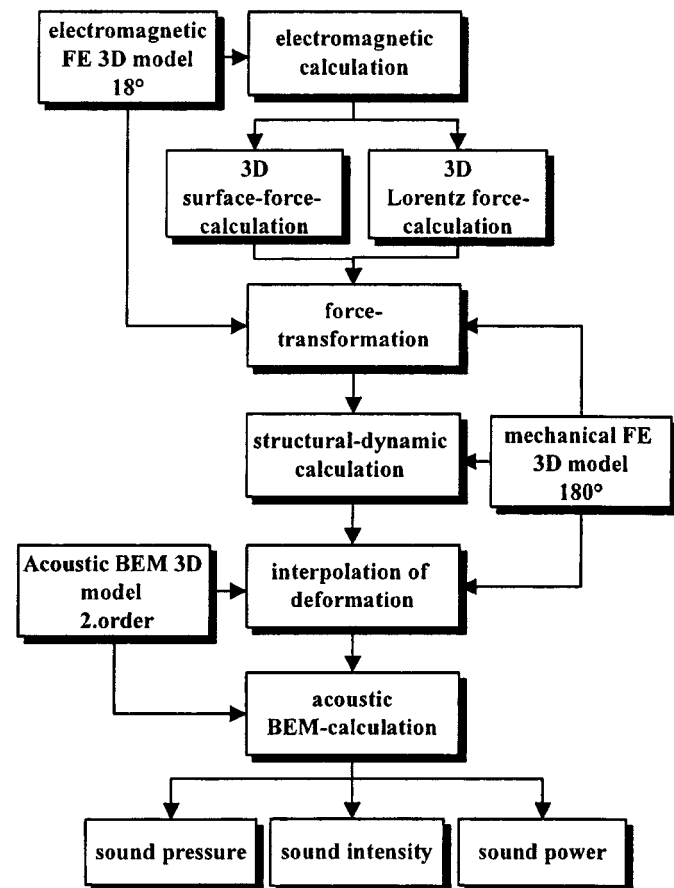 electromagnetic
FE 3D model
18°
electromagnetic
calculation
3D
surface-force-
calculation
3D
Lorentz force-
calculation
force-
transformation
structural-dynamic
calculation
mechanical FE
3D model
180°
Acoustic BEM 3D
model
2.order
interpolation of
deformation
acoustic
BEM-calculation
sound pressure
sound intensity
sound power